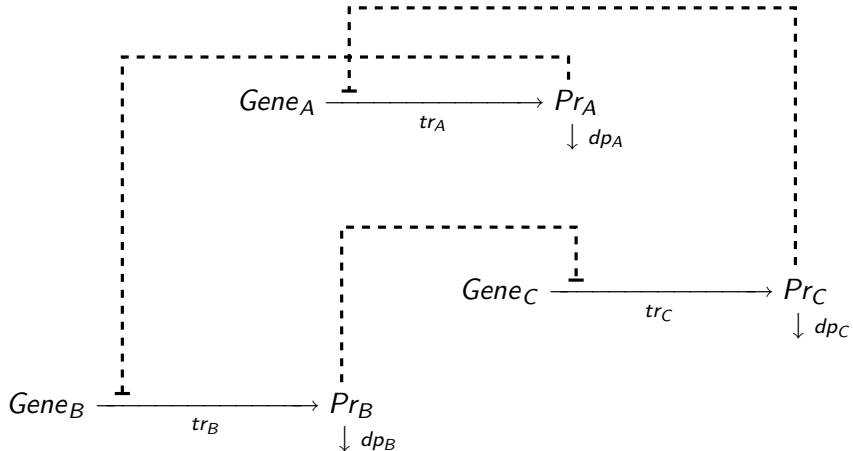 Gene_A Pr_A
tr_A
dp_A
Gene_C Pr_C
tr_C
dp_C
Gene_B Pr_B
tr_B
dp_B